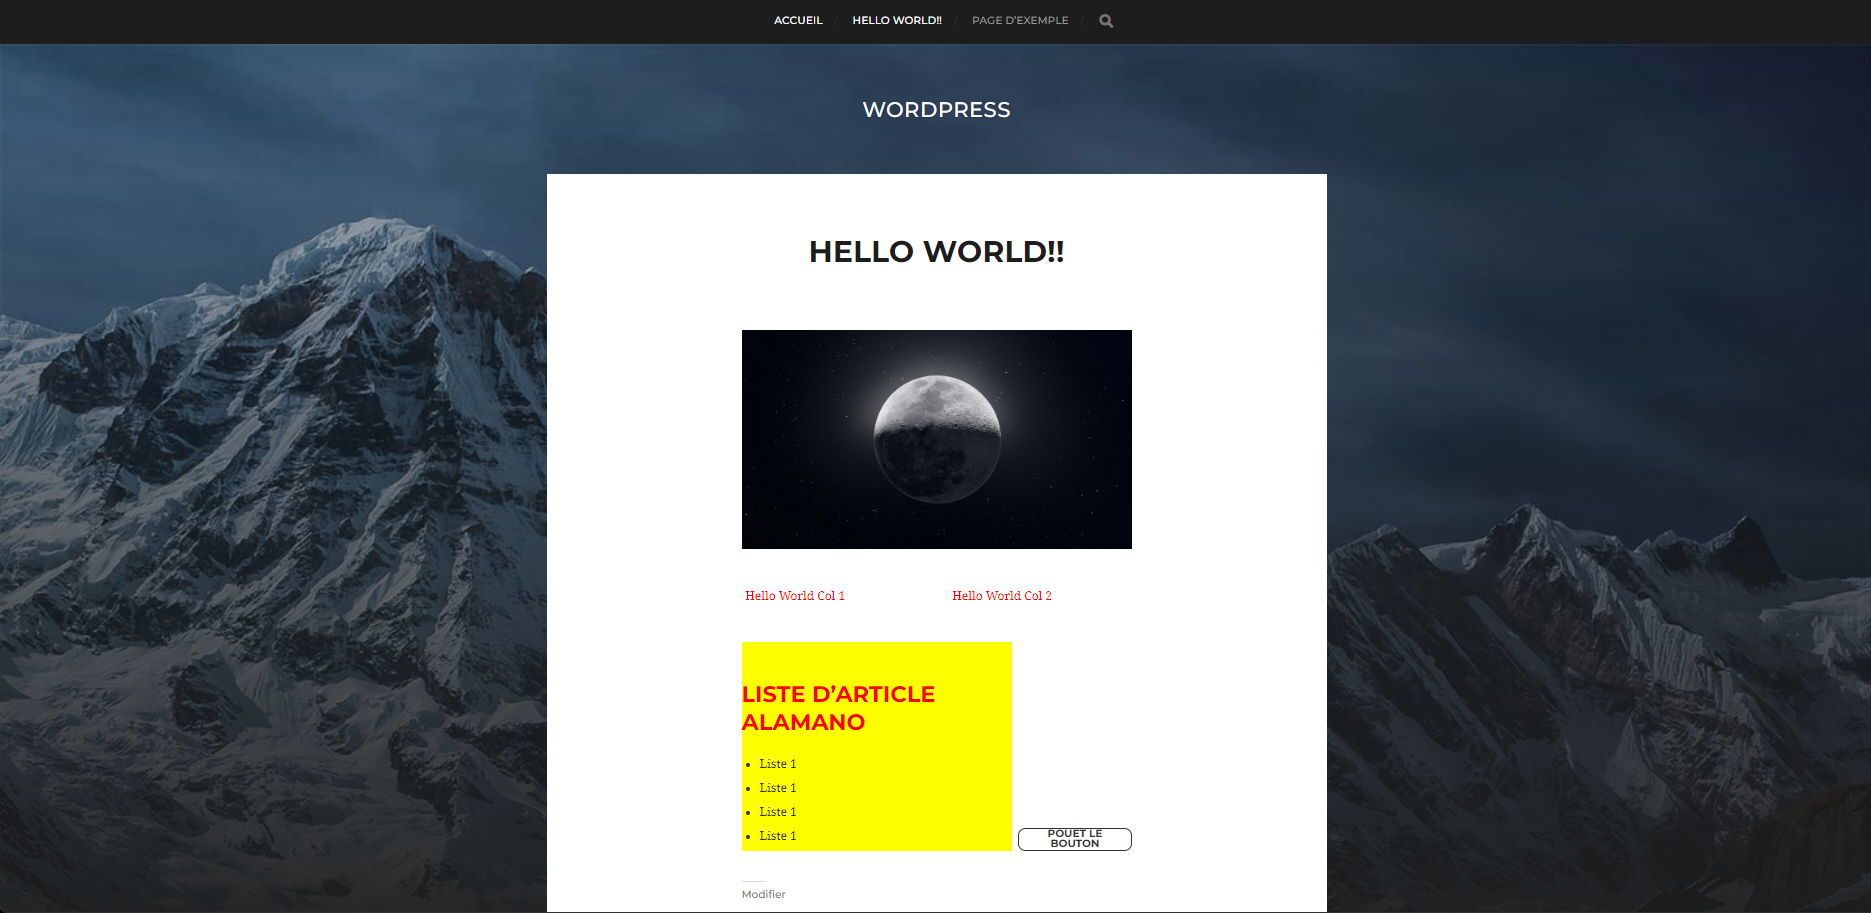 ACCUEIL / HELLO WORLD!! / PAGE D'EXEMPLE /
WORDPRESS
HELLO WORLD!!
Hello World Col 1 Hello World Col 2
LISTE D’ARTICLE
ALAMANO
• Liste 1
• Liste 1
• Liste 1
• Liste 1
POUET LE
BOUTON
Modifier